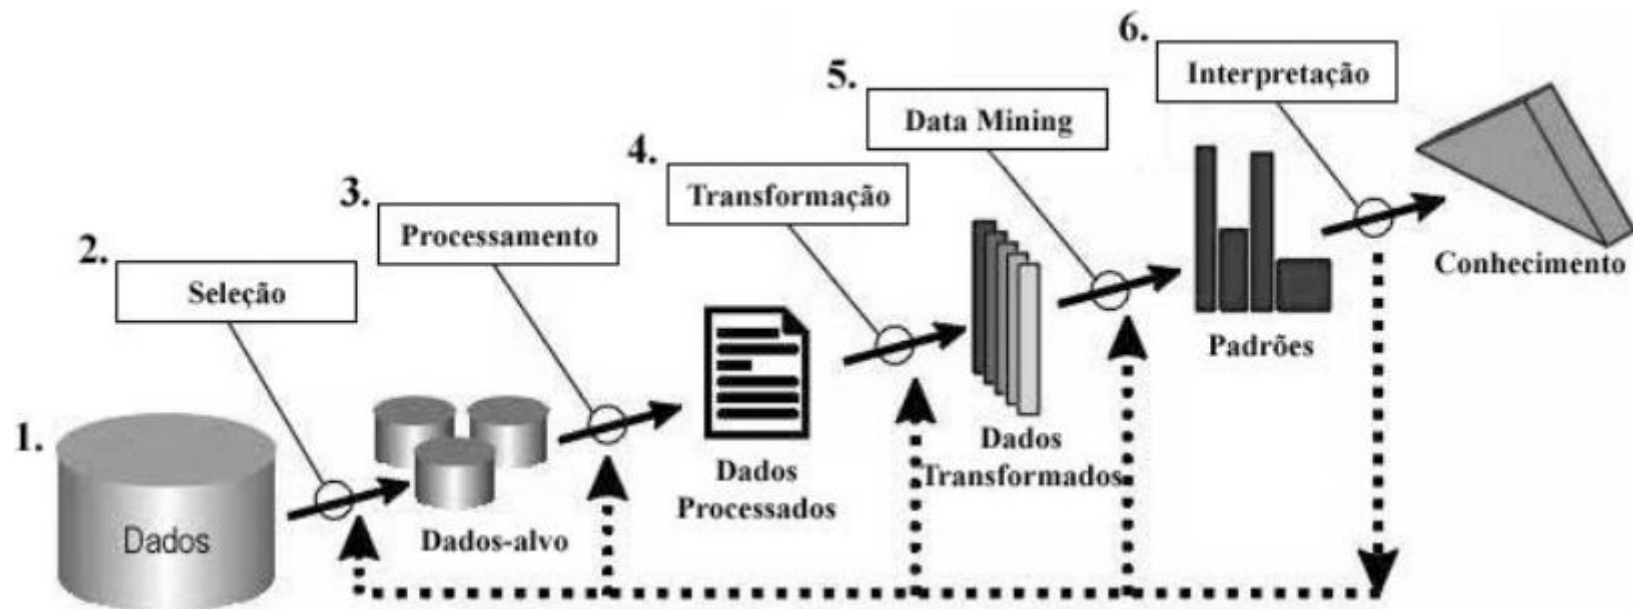 1.
Dados
2.
Seleção
Dados-alvo
3.
Processamento
Dados
Processados
4.
Transformação
Dados
Transformados
5.
Data Mining
Padrões
6.
Interpretação
Conhecimento